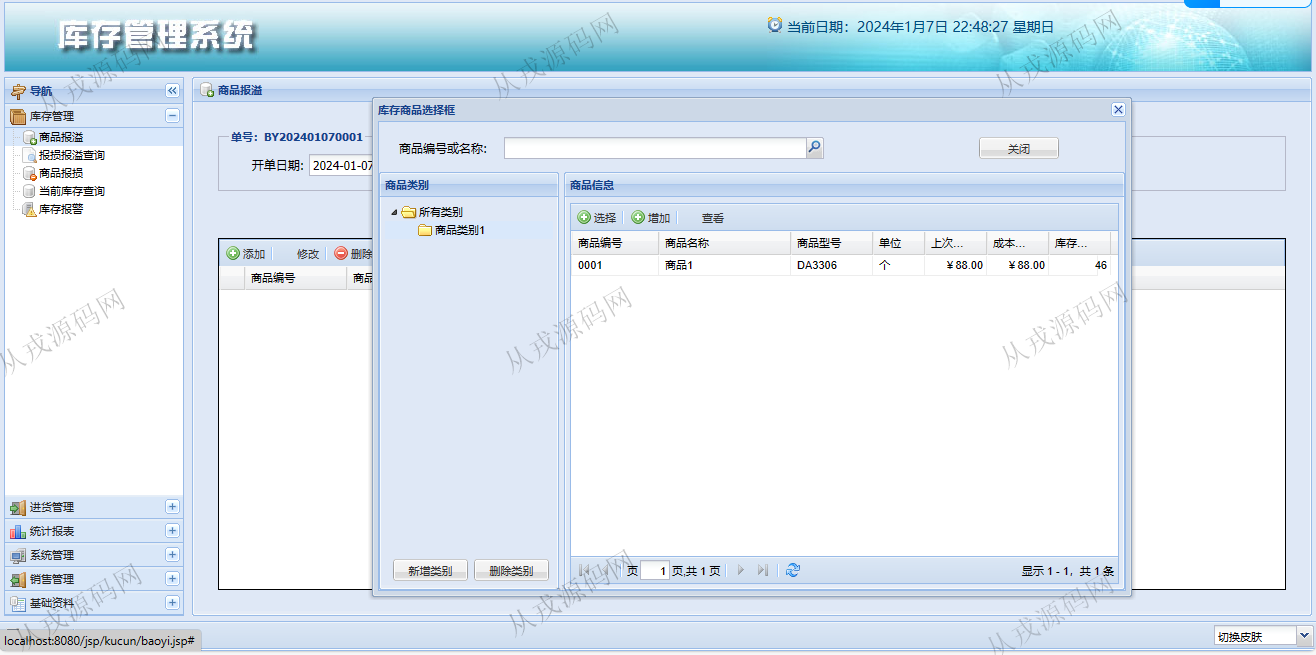 库存管理系统
当前日期：2024年1月7日 22:48:27 星期日
导航
库存管理
商品报溢
报损报溢查询
商品报损
当前库存查询
库存报警
进货管理
统计报表
系统管理
销售管理
基础资料
商品报溢
单号：BY202401070001
开单日期：2024-01-07
添加 修改 删除
商品编号 商品
库存商品选择框
商品编号或名称：
关闭
商品类别
所有类别
商品类别1
新增类别 删除类别
商品信息
选择 增加 查看
商品编号 商品名称 商品型号 单位 上次... 成本... 库存...
0001 商品1 DA3306 个 ￥88.00 ￥88.00 46
页 1 页,共 1 页
显示 1 - 1，共 1 条
localhost:8080/jsp/kucun/baoyi.jsp#
切换皮肤
从戎源码网
从戎源码网
从戎源码网
从戎源码网
从戎源码网
从戎源码网
从戎源码网
从戎源码网
从戎源码网